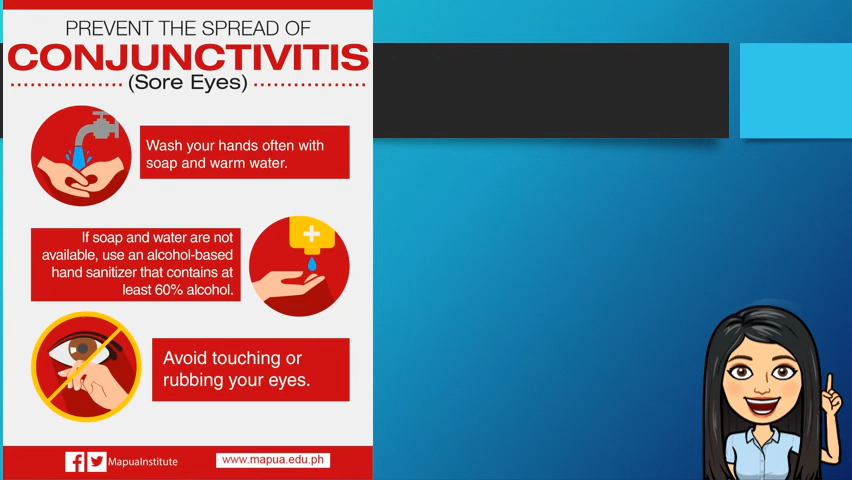 PREVENT THE SPREAD OF
CONJUNCTIVITIS
(Sore Eyes)
Wash your hands often with
soap and warm water.
If soap and water are not
available, use an alcohol-based
hand sanitizer that contains at
least 60% alcohol.
Avoid touching or
rubbing your eyes.
MapuaInstitute
www.mapua.edu.ph